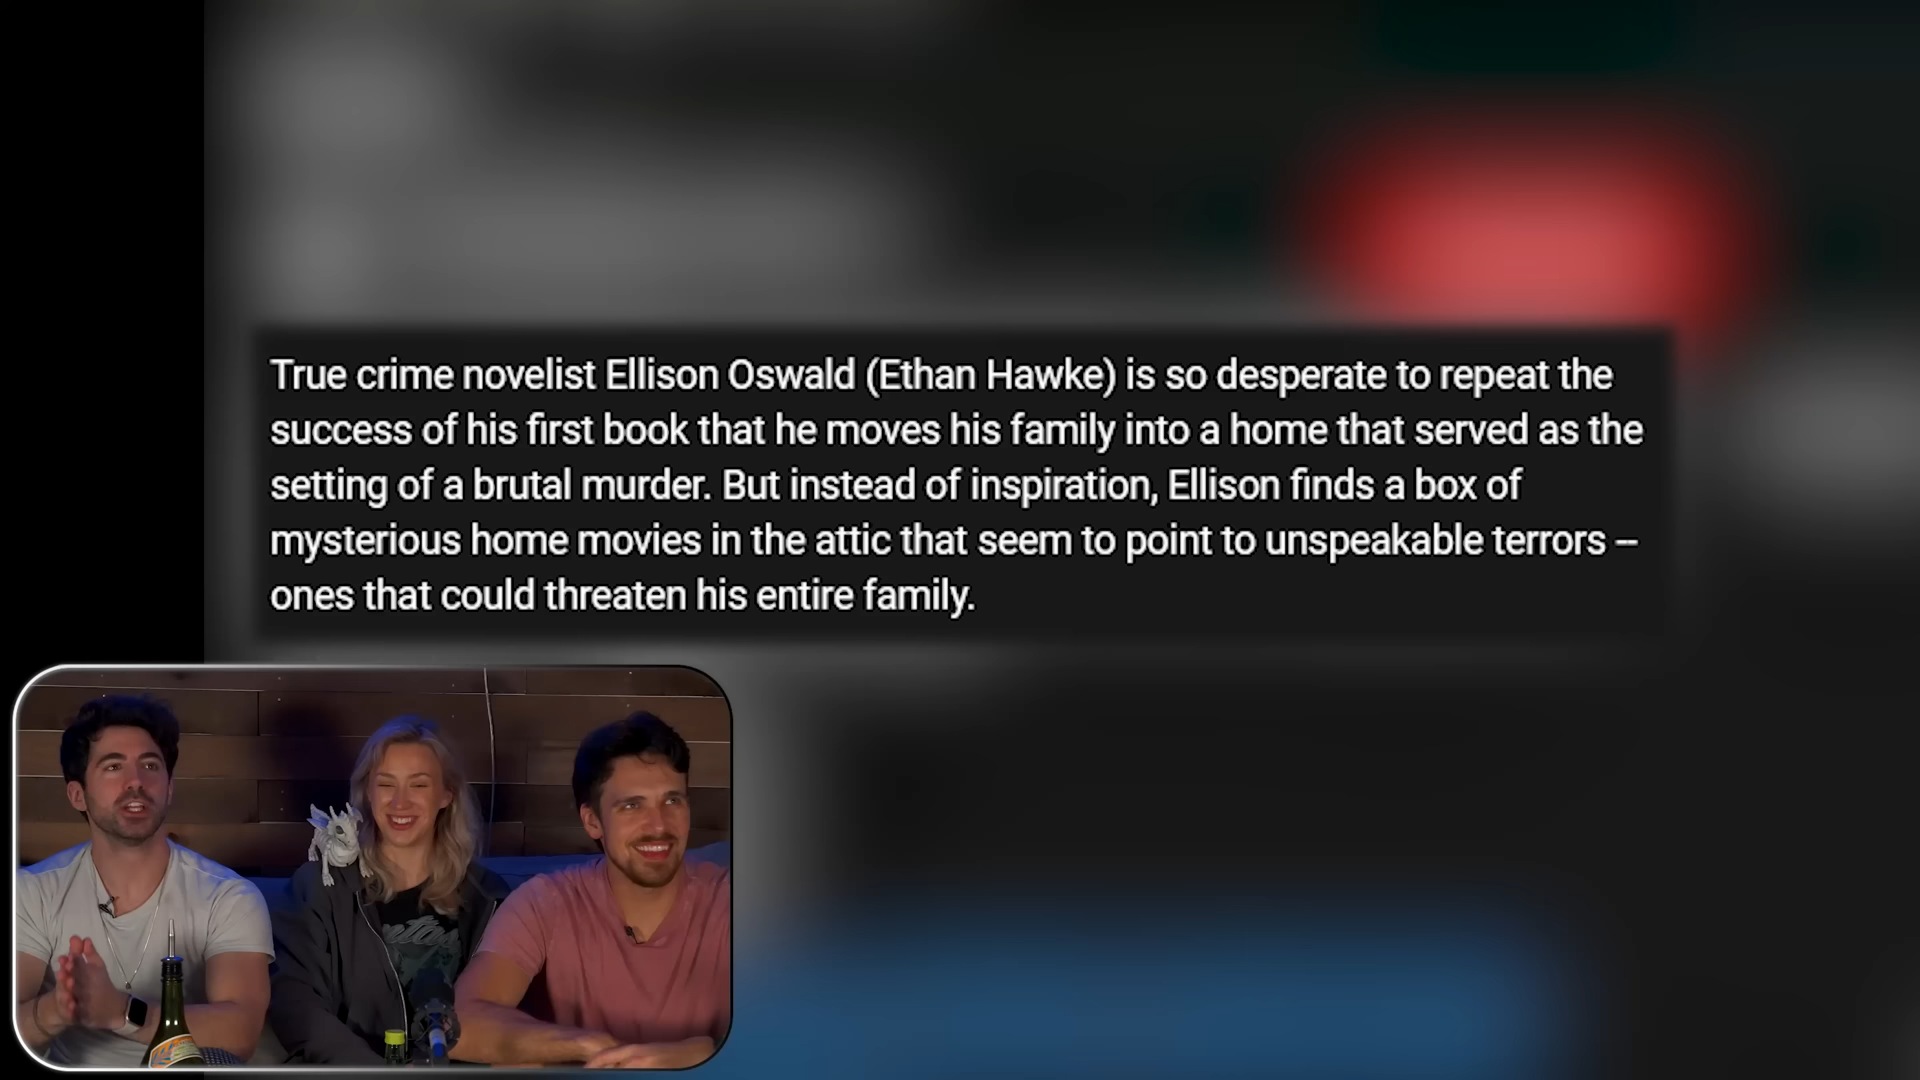 True crime novelist Ellison Oswald (Ethan Hawke) is so desperate to repeat the
success of his first book that he moves his family into a home that served as the
setting of a brutal murder. But instead of inspiration, Ellison finds a box of
mysterious home movies in the attic that seem to point to unspeakable terrors --
ones that could threaten his entire family.